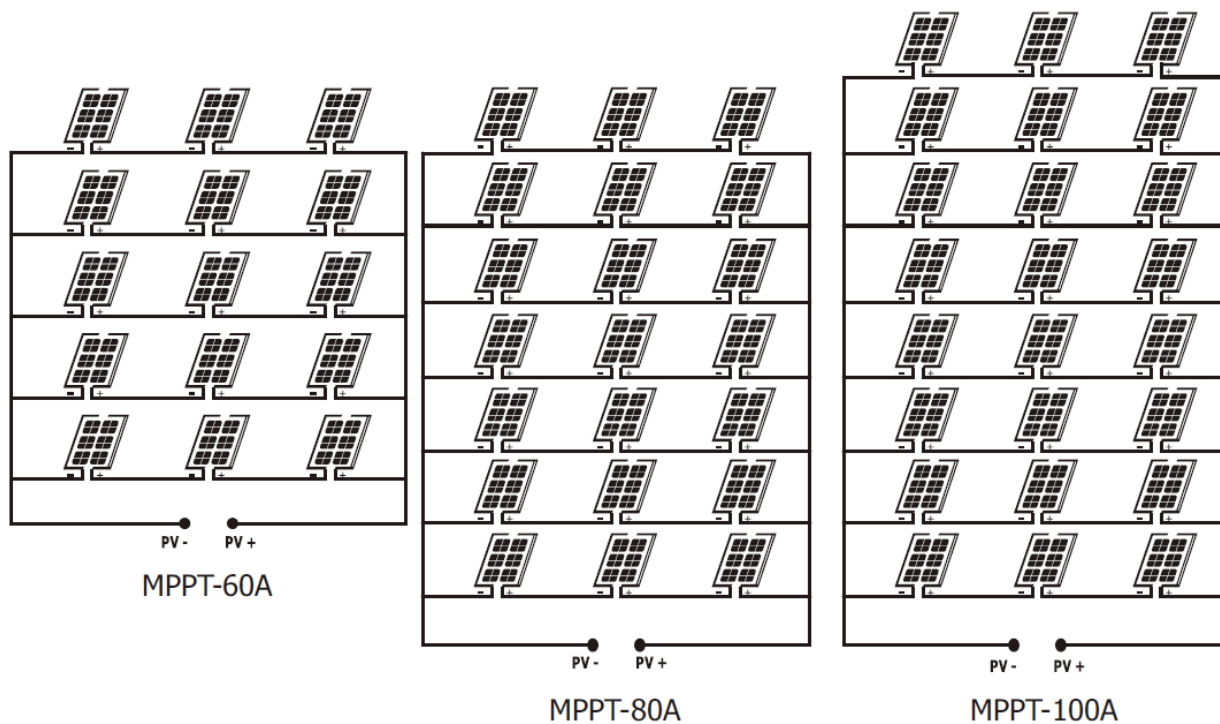 PV - PV +
MPPT-60A
PV - PV +
MPPT-80A
PV - PV +
MPPT-100A